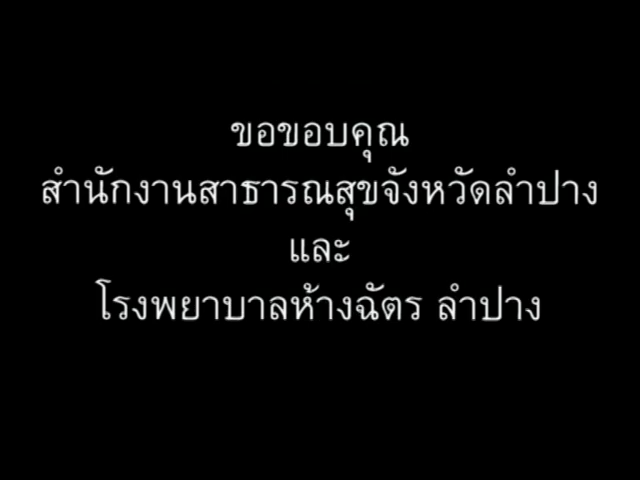 ขอขอบคุณ
สำนักงานสาธารณสุขจังหวัดลำปาง
และ
โรงพยาบาลห้างฉัตร ลำปาง